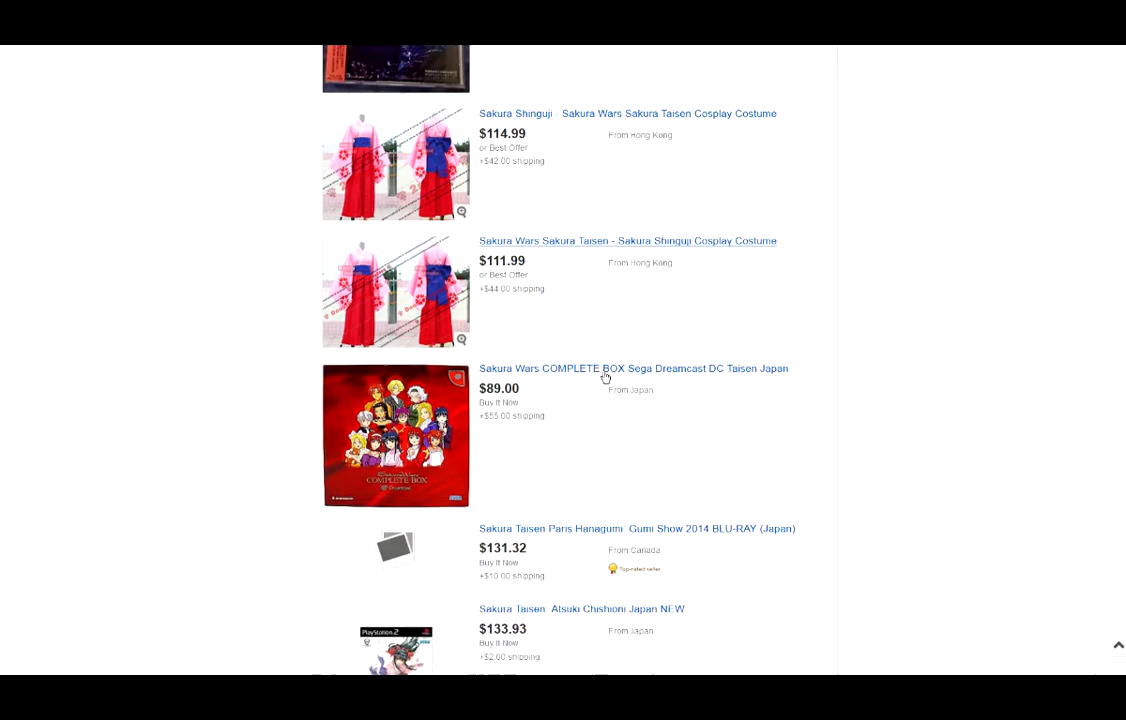 Sakura Shinguji - Sakura Wars Sakura Taisen Cosplay Costume
$114.99
From Hong Kong
or Best Offer
+$42.00 shipping
Sakura Wars Sakura Taisen - Sakura Shinguji Cosplay Costume
$111.99
From Hong Kong
or Best Offer
+$44.00 shipping
Sakura Wars COMPLETE BOX Sega Dreamcast DC Taisen Japan
$89.00
From Japan
Buy It Now
+$55.00 shipping
Sakura Wars
COMPLETE BOX
Dreamcast
SEGA
Sakura Taisen Paris Hanagumi Gumi Show 2014 BLU-RAY (Japan)
$131.32
From Canada
Buy It Now
Top-rated seller
+$10.00 shipping
Sakura Taisen Atsuki Chishioni Japan NEW
$133.93
From Japan
Buy It Now
+$2.00 shipping
PlayStation 2